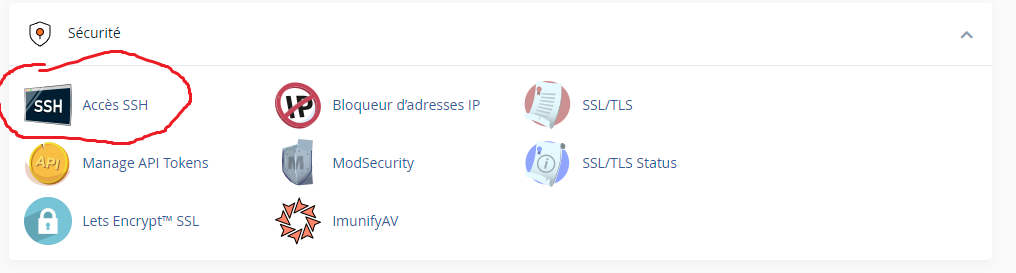 Sécurité
SSH Accès SSH
IP Bloqueur d’adresses IP
SSL/TLS
API Manage API Tokens
M ModSecurity
SSL/TLS Status
Lets Encrypt™ SSL
ImunifyAV